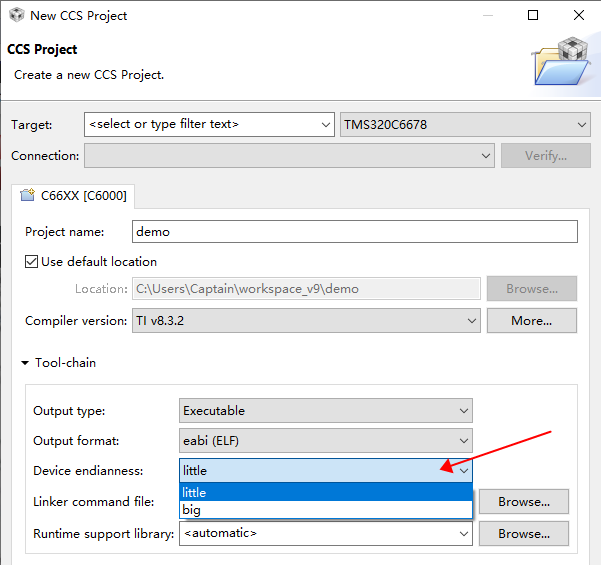 New CCS Project
CCS Project
Create a new CCS Project.
Target: <select or type filter text> TMS320C6678
Connection: Verify...
C66XX [C6000]
Project name: demo
Use default location
Location: C:\Users\Captain\workspace_v9\demo Browse...
Compiler version: TI v8.3.2 More...
Tool-chain
Output type: Executable
Output format: eabi (ELF)
Device endianness: little
little
Linker command file: Browse...
big
Runtime support library: <automatic> Browse...